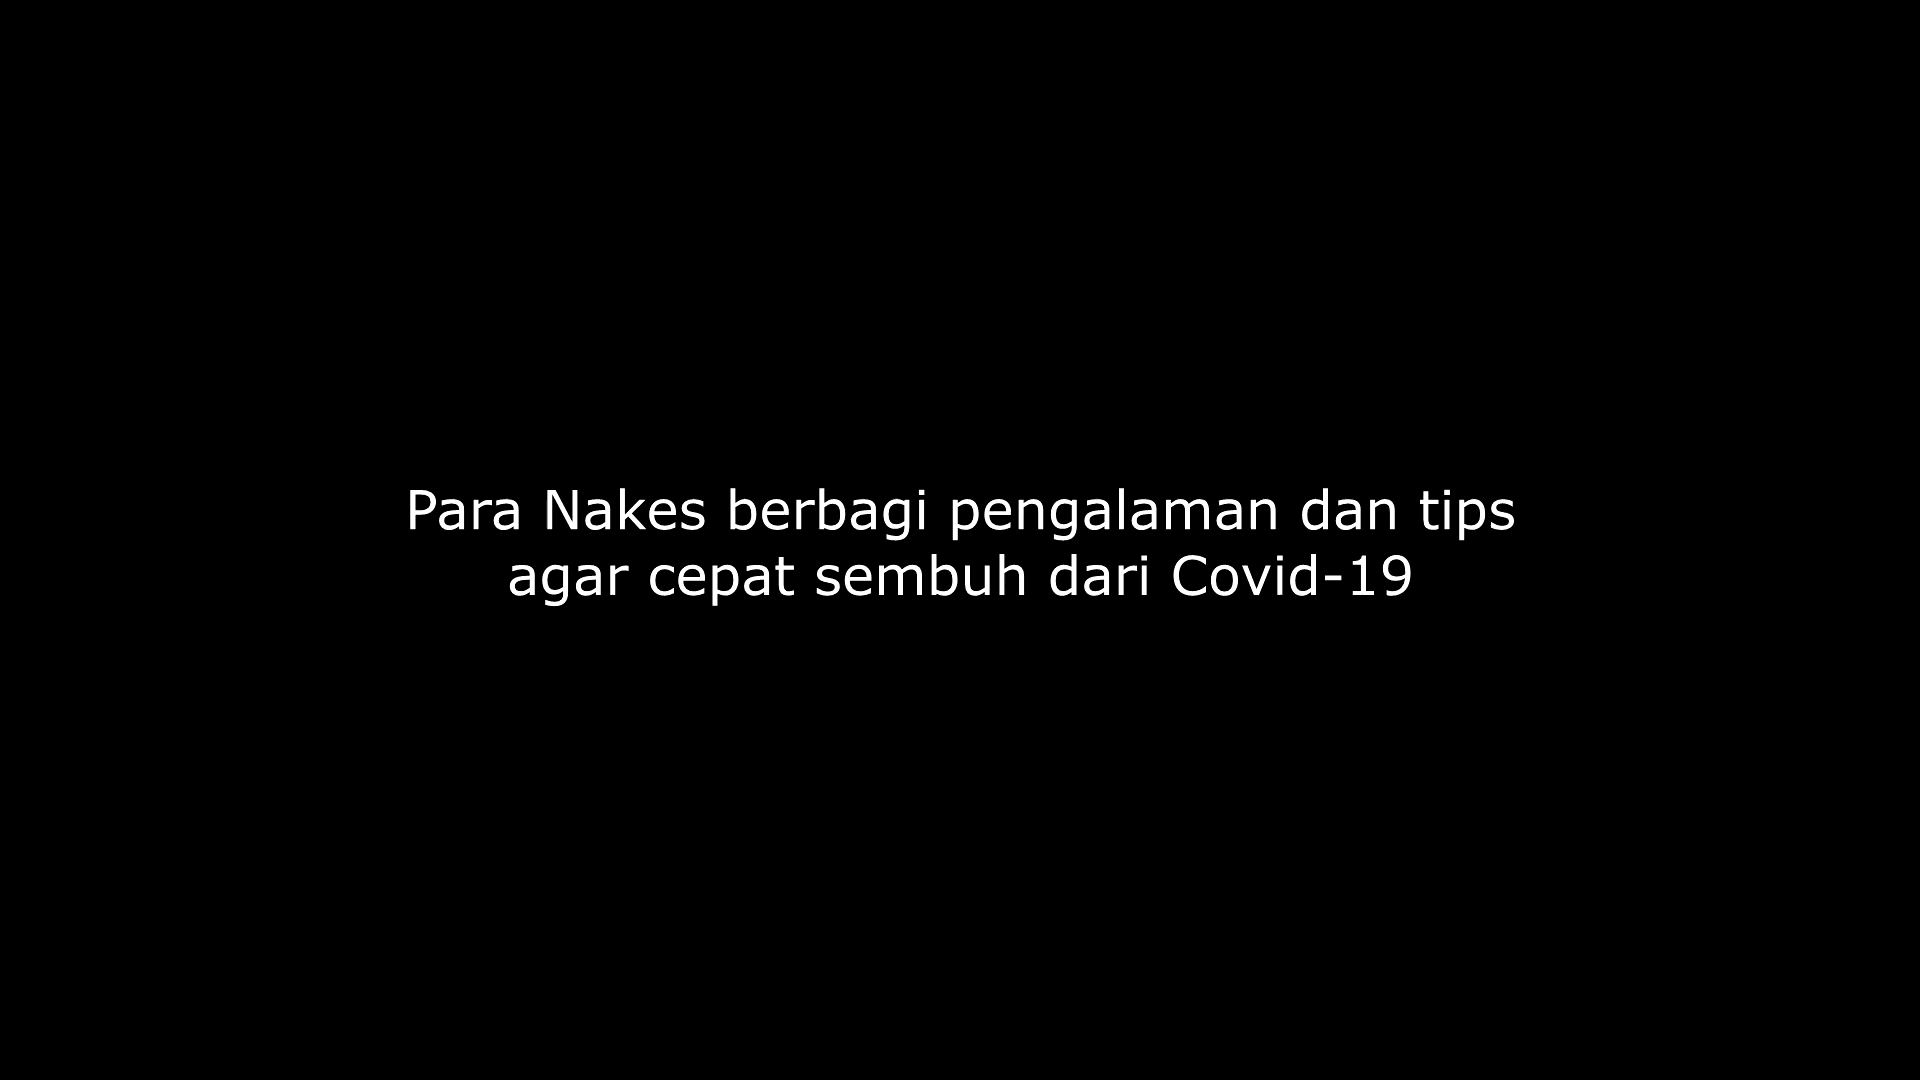 Para Nakes berbagi pengalaman dan tips
agar cepat sembuh dari Covid-19